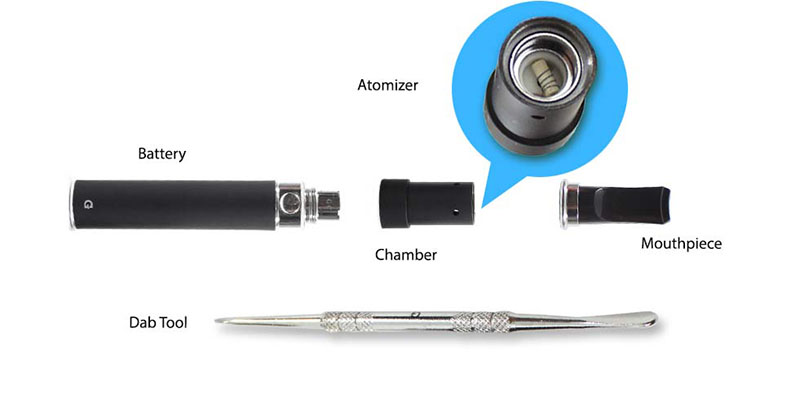 Atomizer
Battery
G
Chamber
Mouthpiece
Dab Tool